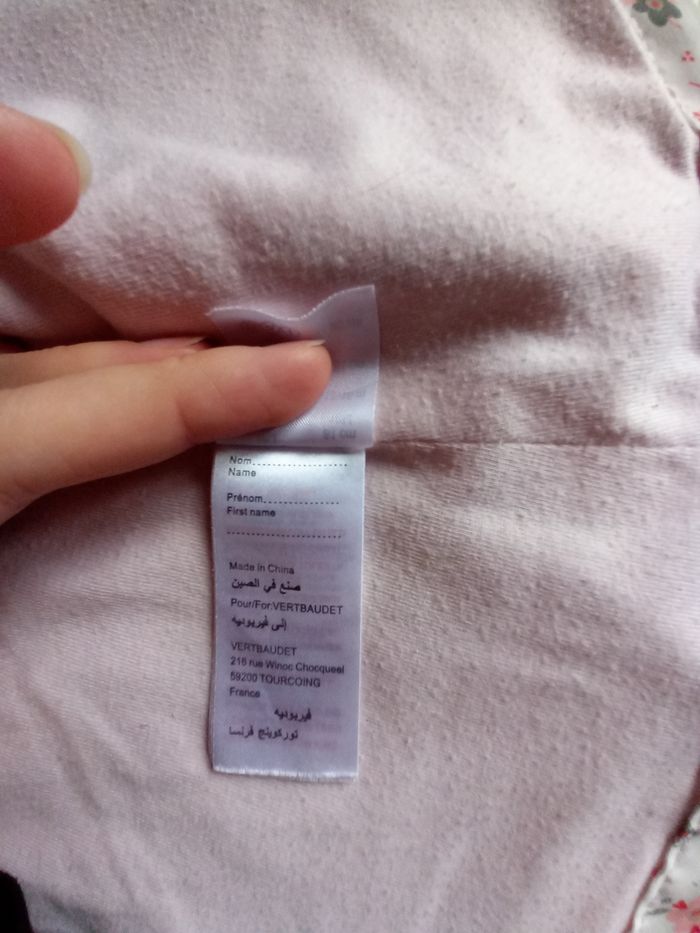 Nom....................
Name
Prénom................
First name
........................
Made in China
صنع في الصين
Pour/For:VERTBAUDET
إلى فيربوديه
VERTBAUDET
216 rue Winoc Chocqueel
59200 TOURCOING
France
فيربوديه
توركوينج فرنسا